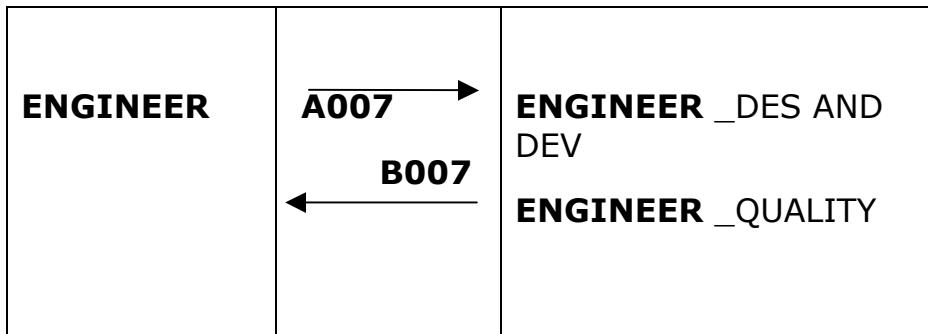 ENGINEER
A007
B007
ENGINEER _DES AND
DEV
ENGINEER _QUALITY